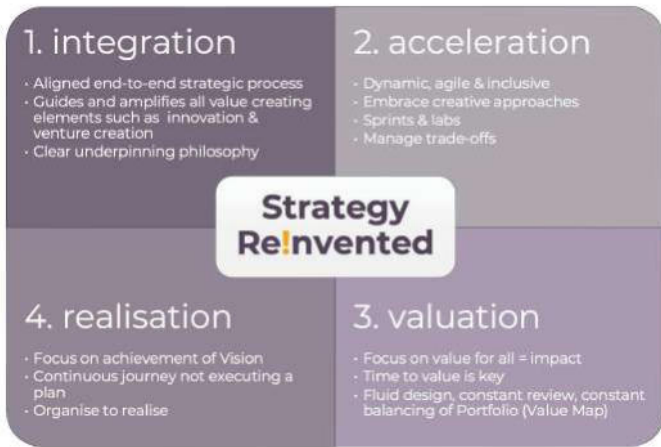 1. integration
• Aligned end-to-end strategic process
• Guides and amplifies all value creating
elements such as innovation &
venture creation
• Clear underpinning philosophy
2. acceleration
• Dynamic, agile & inclusive
• Embrace creative approaches
• Sprints & labs
• Manage trade-offs
Strategy
Re!nvented
4. realisation
• Focus on achievement of Vision
• Continuous journey not executing a
plan
• Organise to realise
3. valuation
• Focus on value for all = impact
• Time to value is key
• Fluid design, constant review, constant
balancing of Portfolio (Value Map)